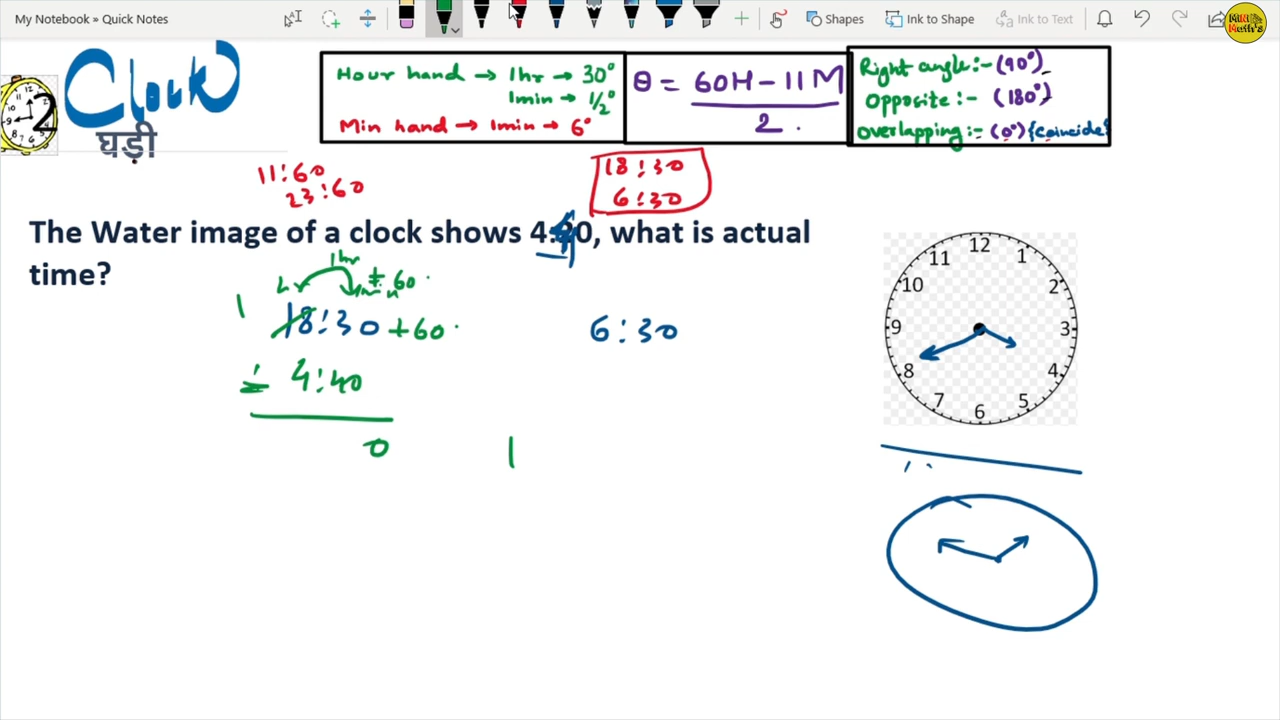 My Notebook » Quick Notes
Shapes
Ink to Shape
Ink to Text
Clock
2
घड़ी
Hour hand → 1hr → 30°
1min → 1/2°
Min hand → 1min → 6°
θ = 60H - 11M
2
Right angle:- (90°)
Opposite :- (180°)
Overlapping :- (0°) {coincide}
11:60
23:60
18:30
6:30
The Water image of a clock shows 4:40, what is actual
time?
1hr
± 60
1
18:30 +60
- 4:40
0
1
6:30
12
1
2
3
4
5
6
7
8
9
10
11